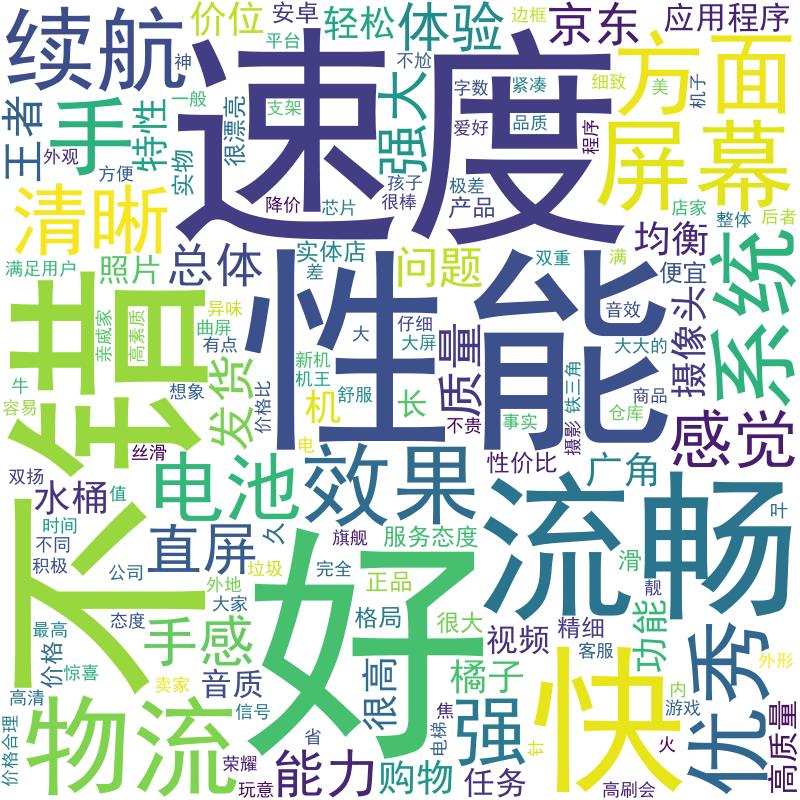 续航
价位
安卓
轻松
体验
边框
京东
应用程序
神
平台
不尬
速度
方面
王者
手
特性
一般
很漂亮
支架
强大
字数
紧凑
细致
美
机子
外观
方便
实物
爱好
品质
程序
屏幕
清晰
降价
芯片
孩子
很棒
极差
产品
店家
整体
后者
满足用户
照片
总体
实体店
差
问题
双重
满
均衡
便宜
系统
不错
亲戚家
高素质
异味
曲屏
有点
性能
大
仔细
大屏
质量
音效
摄像头
大大的
牛
容易
想象
发货
价格比
新机
机王
舒服
机
长
不贵
事实
摄影
铁三角
仓库
商品
感觉
丝滑
电
双扬
水桶
值
电池
效果
性价比
广角
流畅
牛
时间
不同
积极
公司
直屏
垃圾
久
旗舰
完全
服务态度
滑
靓
外地
大家
好
正品
最高
价格
惊喜
态度
手感
格局
很大
视频
精细
客服
功能
优秀
外形
高清
卖家
音质
很高
橘子
内
游戏
价格合理
物流
信号
省
焦
电梯
强
快
针
火
高质量
荣耀
玩意
能力
购物
任务
高刷会